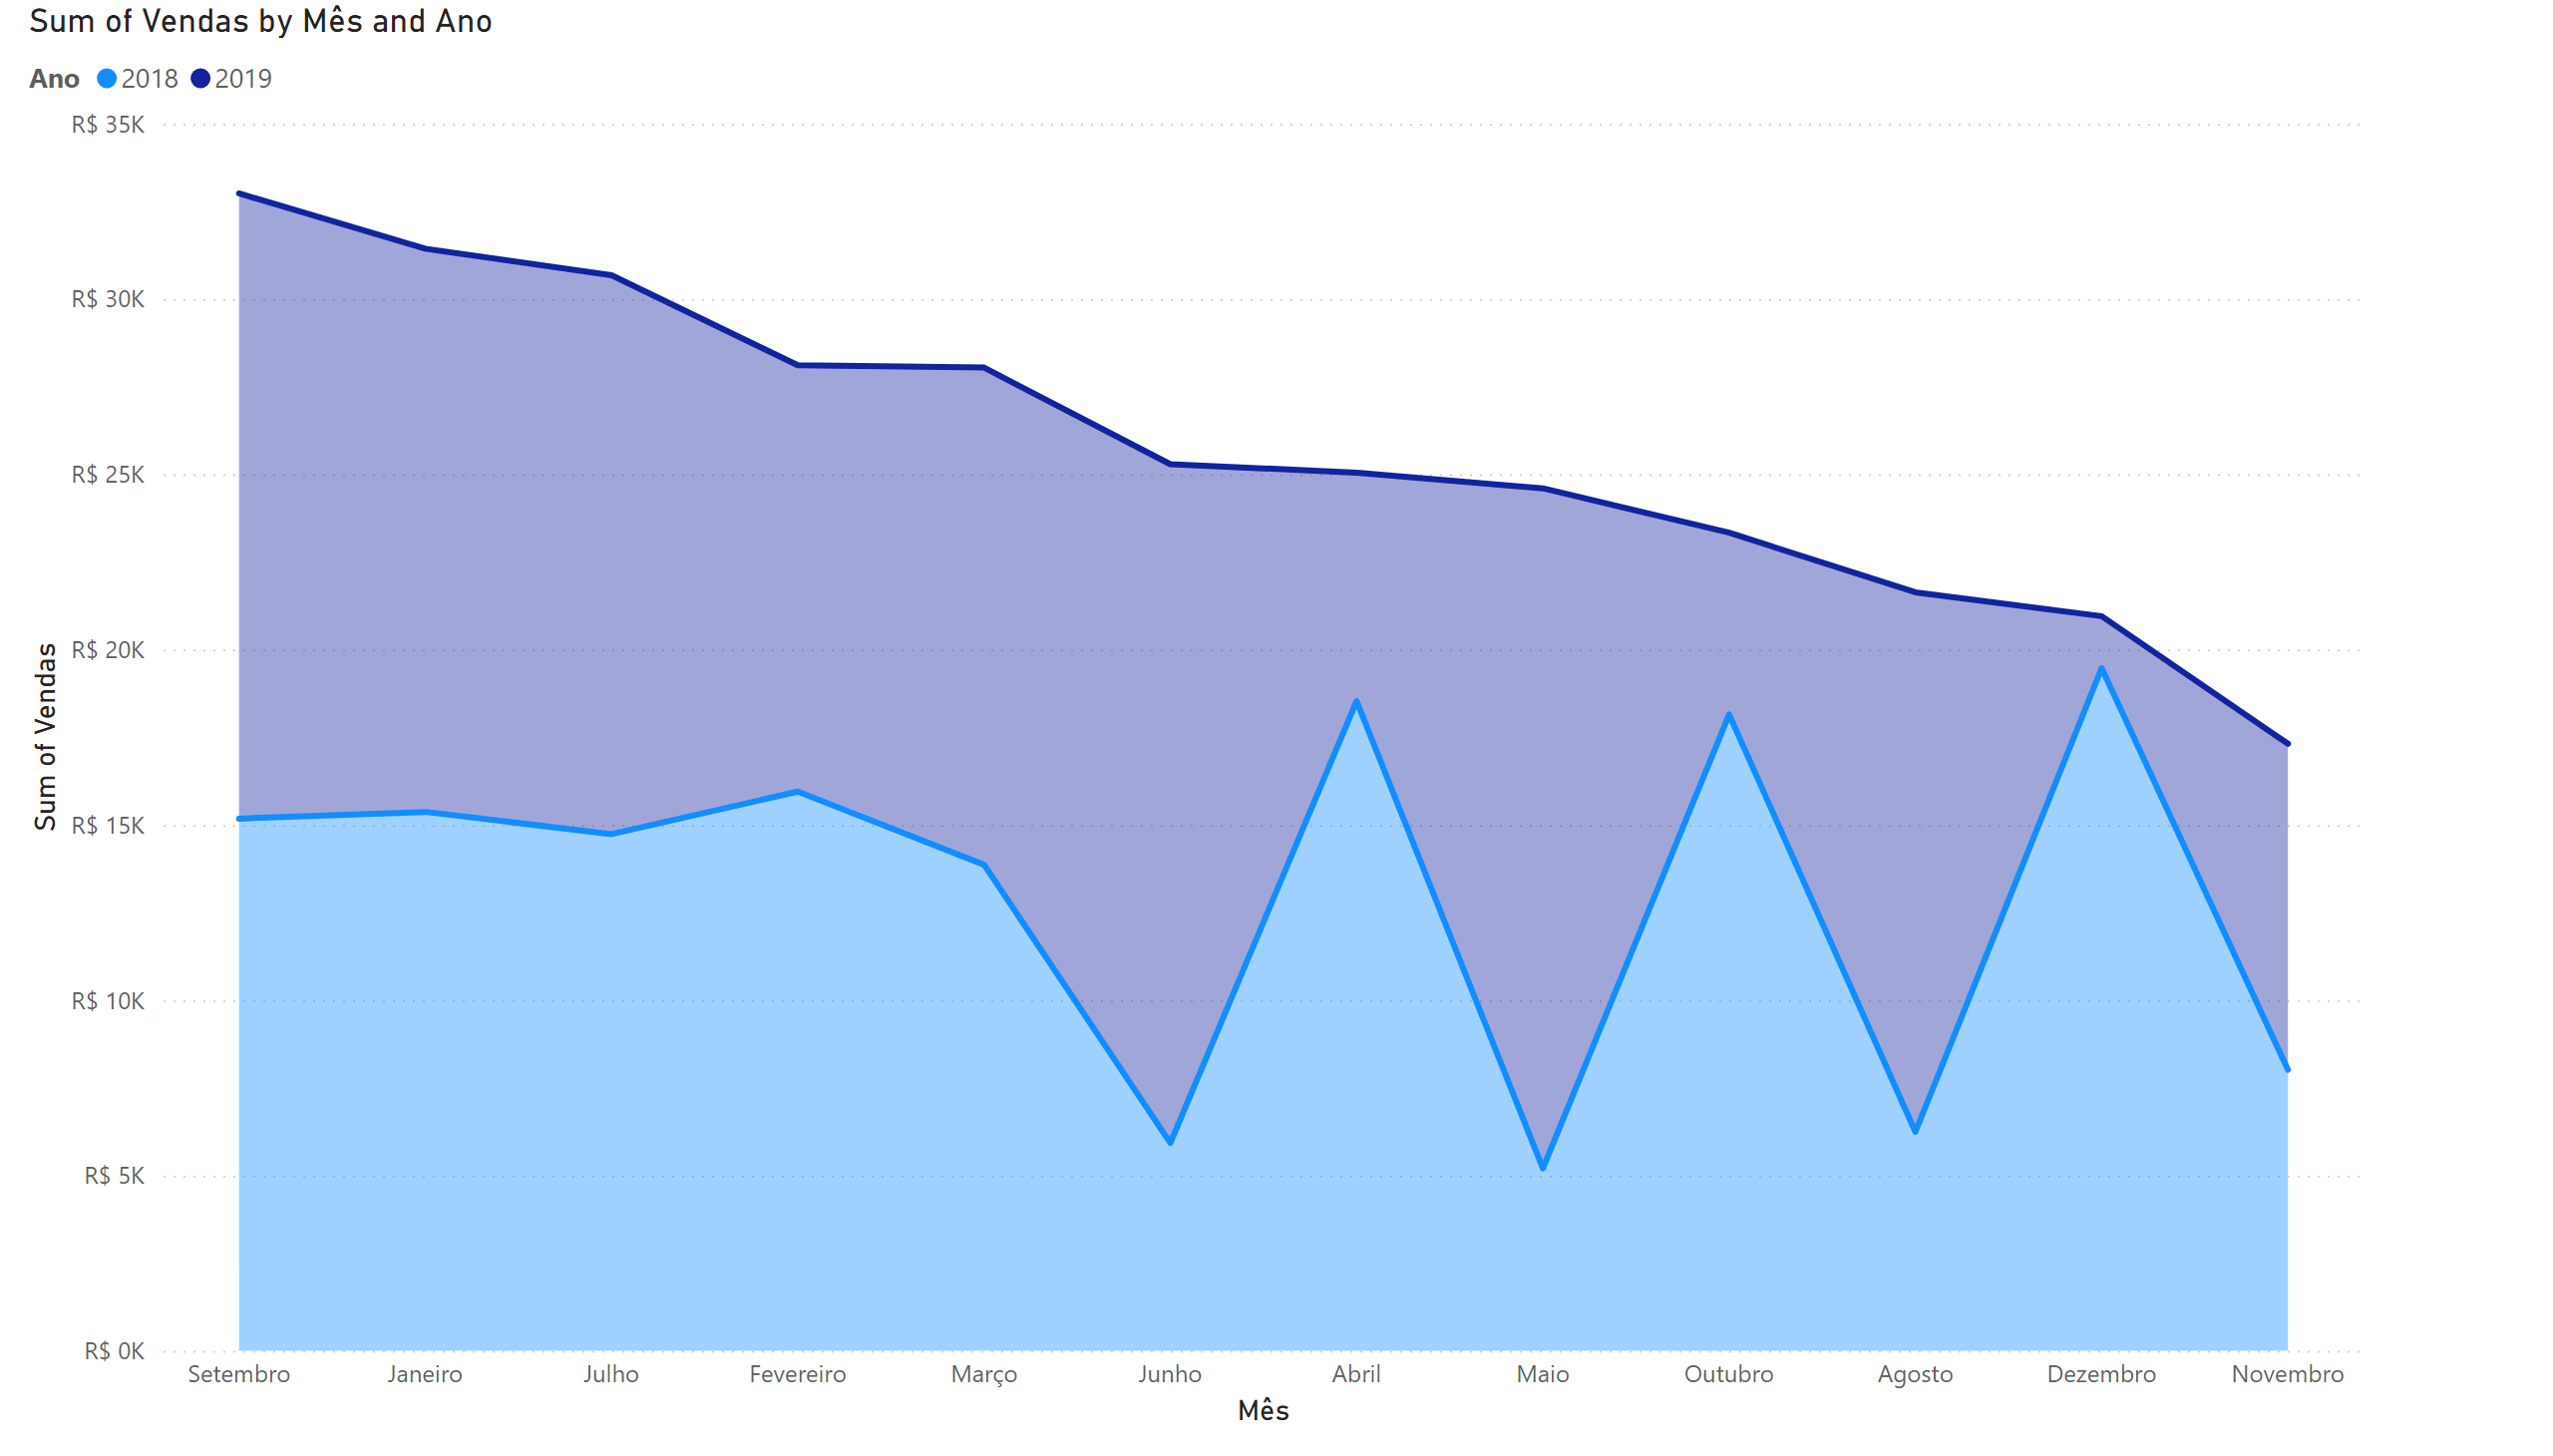 Sum of Vendas by Mês and Ano
Ano 2018 2019
R$ 35K
R$ 30K
R$ 25K
R$ 20K
R$ 15K
R$ 10K
R$ 5K
R$ 0K
Sum of Vendas
Setembro Janeiro Julho Fevereiro Março Junho Abril Maio Outubro Agosto Dezembro Novembro
Mês